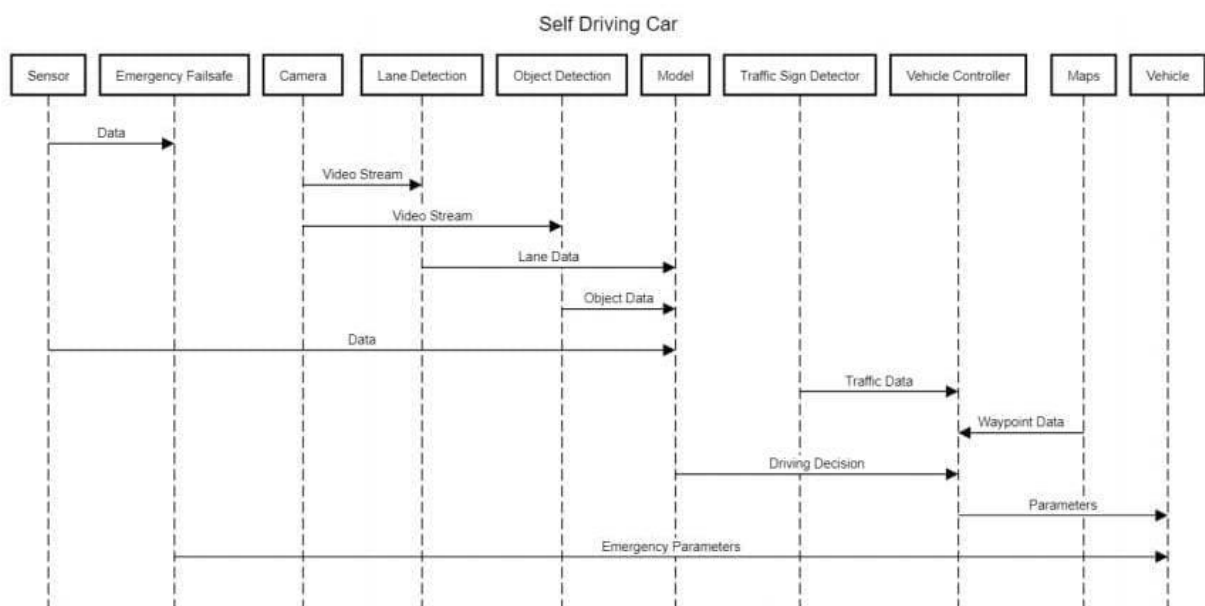 Self Driving Car
Sensor Emergency Failsafe Camera Lane Detection Object Detection Model Traffic Sign Detector Vehicle Controller Maps Vehicle
Data
Video Stream
Video Stream
Lane Data
Object Data
Data
Traffic Data
Waypoint Data
Driving Decision
Parameters
Emergency Parameters